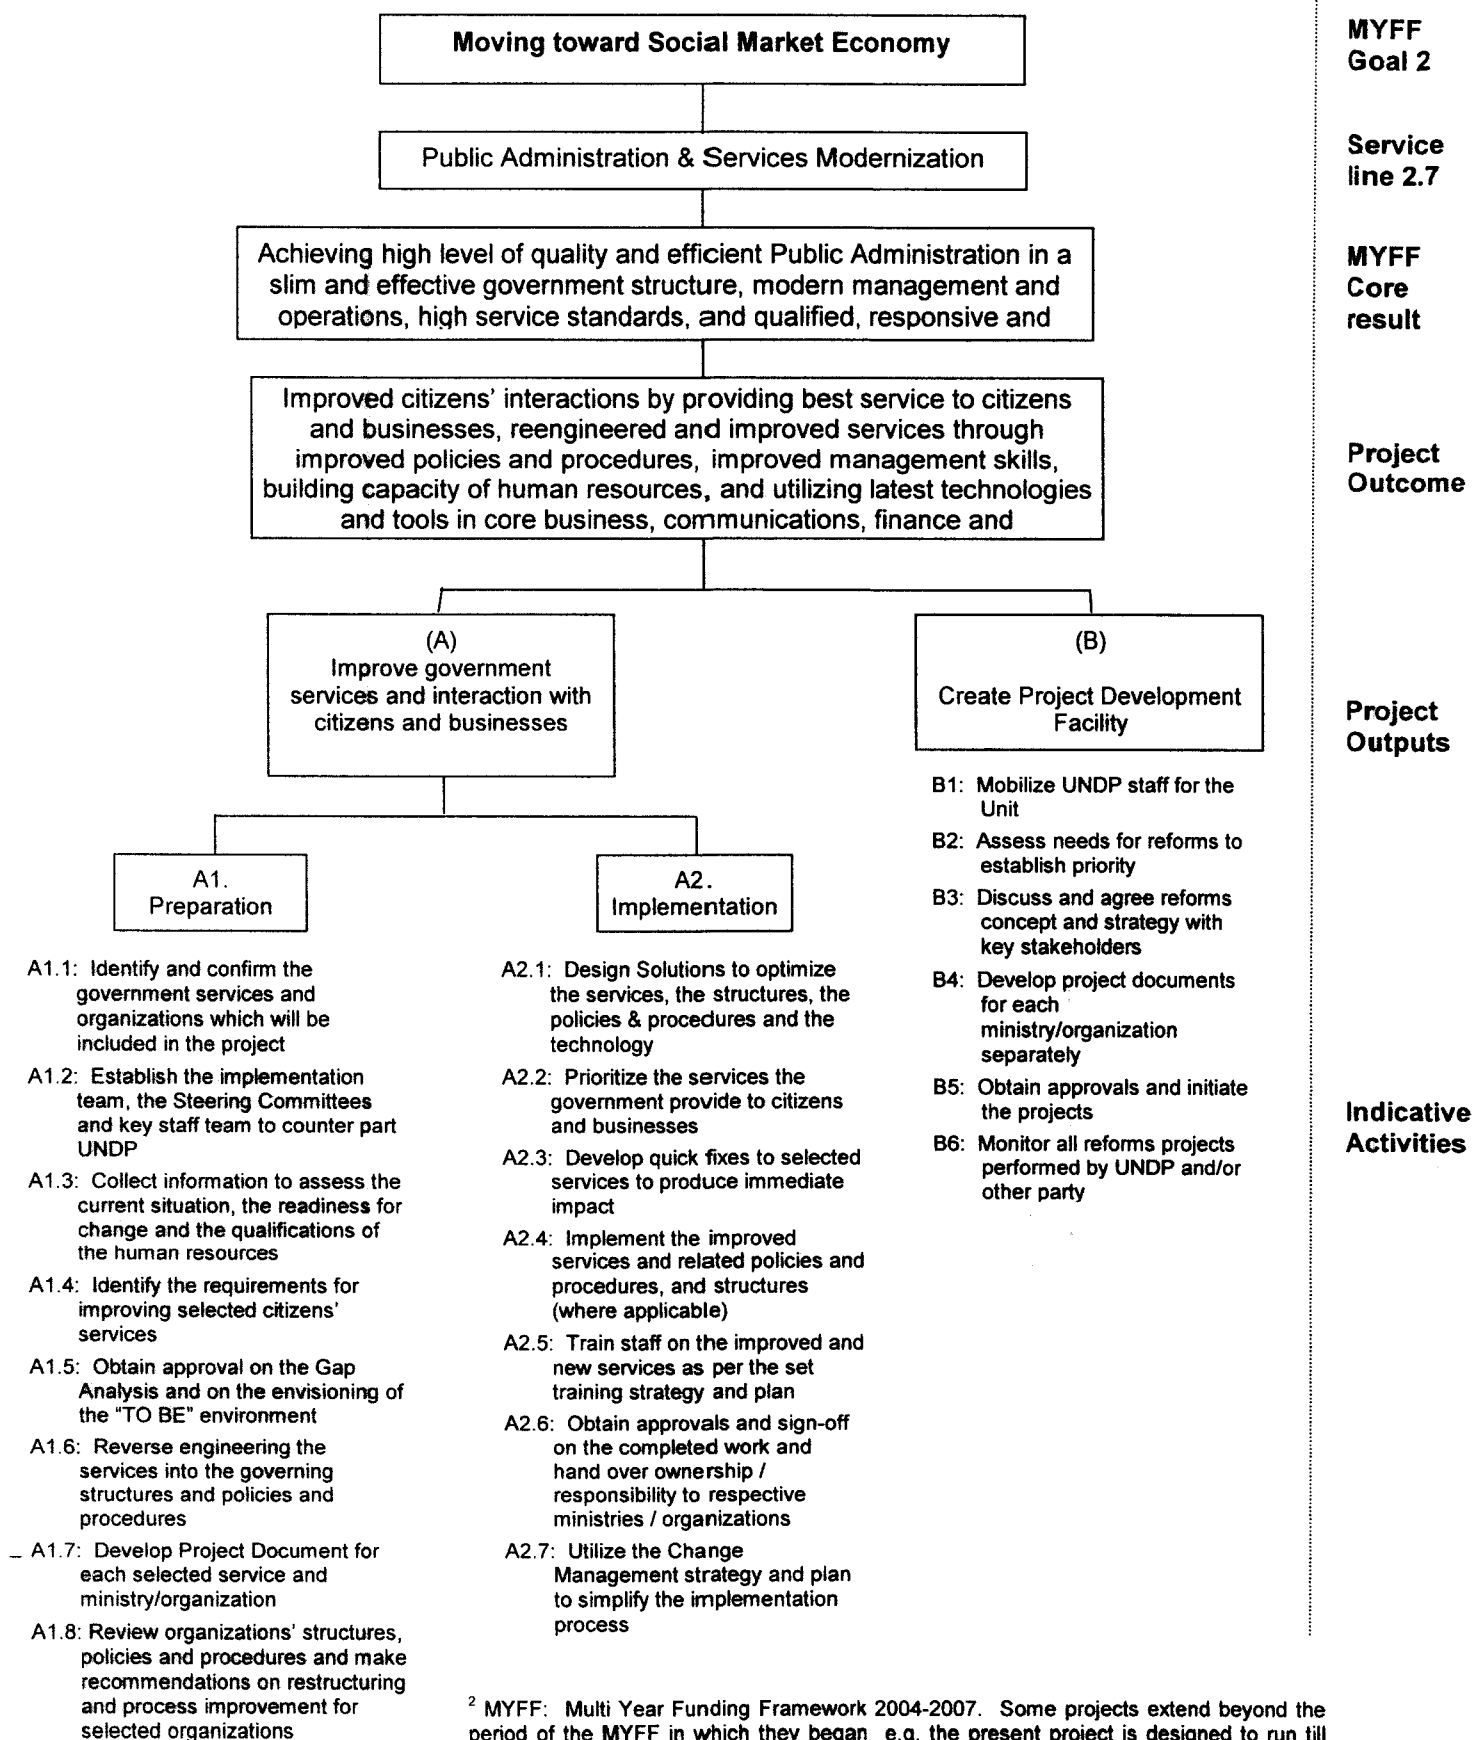 Moving toward Social Market Economy
MYFF
Goal 2
Public Administration & Services Modernization
Service
line 2.7
Achieving high level of quality and efficient Public Administration in a
slim and effective government structure, modern management and
operations, high service standards, and qualified, responsive and
MYFF
Core
result
Improved citizens' interactions by providing best service to citizens
and businesses, reengineered and improved services through
improved policies and procedures, improved management skills,
building capacity of human resources, and utilizing latest technologies
and tools in core business, communications, finance and
Project
Outcome
(A)
Improve government
services and interaction with
citizens and businesses
(B)
Create Project Development
Facility
Project
Outputs
A1.
Preparation
A2.
Implementation
A1.1: Identify and confirm the
government services and
organizations which will be
included in the project
A1.2: Establish the implementation
team, the Steering Committees
and key staff team to counter part
UNDP
A1.3: Collect information to assess the
current situation, the readiness for
change and the qualifications of
the human resources
A1.4: Identify the requirements for
improving selected citizens'
services
A1.5: Obtain approval on the Gap
Analysis and on the envisioning of
the "TO BE" environment
A1.6: Reverse engineering the
services into the governing
structures and policies and
procedures
A1.7: Develop Project Document for
each selected service and
ministry/organization
A1.8: Review organizations' structures,
policies and procedures and make
recommendations on restructuring
and process improvement for
selected organizations
A2.1: Design Solutions to optimize
the services, the structures, the
policies & procedures and the
technology
A2.2: Prioritize the services the
government provide to citizens
and businesses
A2.3: Develop quick fixes to selected
services to produce immediate
impact
A2.4: Implement the improved
services and related policies and
procedures, and structures
(where applicable)
A2.5: Train staff on the improved and
new services as per the set
training strategy and plan
A2.6: Obtain approvals and sign-off
on the completed work and
hand over ownership /
responsibility to respective
ministries / organizations
A2.7: Utilize the Change
Management strategy and plan
to simplify the implementation
process
B1: Mobilize UNDP staff for the
Unit
B2: Assess needs for reforms to
establish priority
B3: Discuss and agree reforms
concept and strategy with
key stakeholders
B4: Develop project documents
for each
ministry/organization
separately
B5: Obtain approvals and initiate
the projects
B6: Monitor all reforms projects
performed by UNDP and/or
other party
Indicative
Activities
2 MYFF: Multi Year Funding Framework 2004-2007. Some projects extend beyond the
period of the MYFF in which they began e.g. the present project is designed to run till